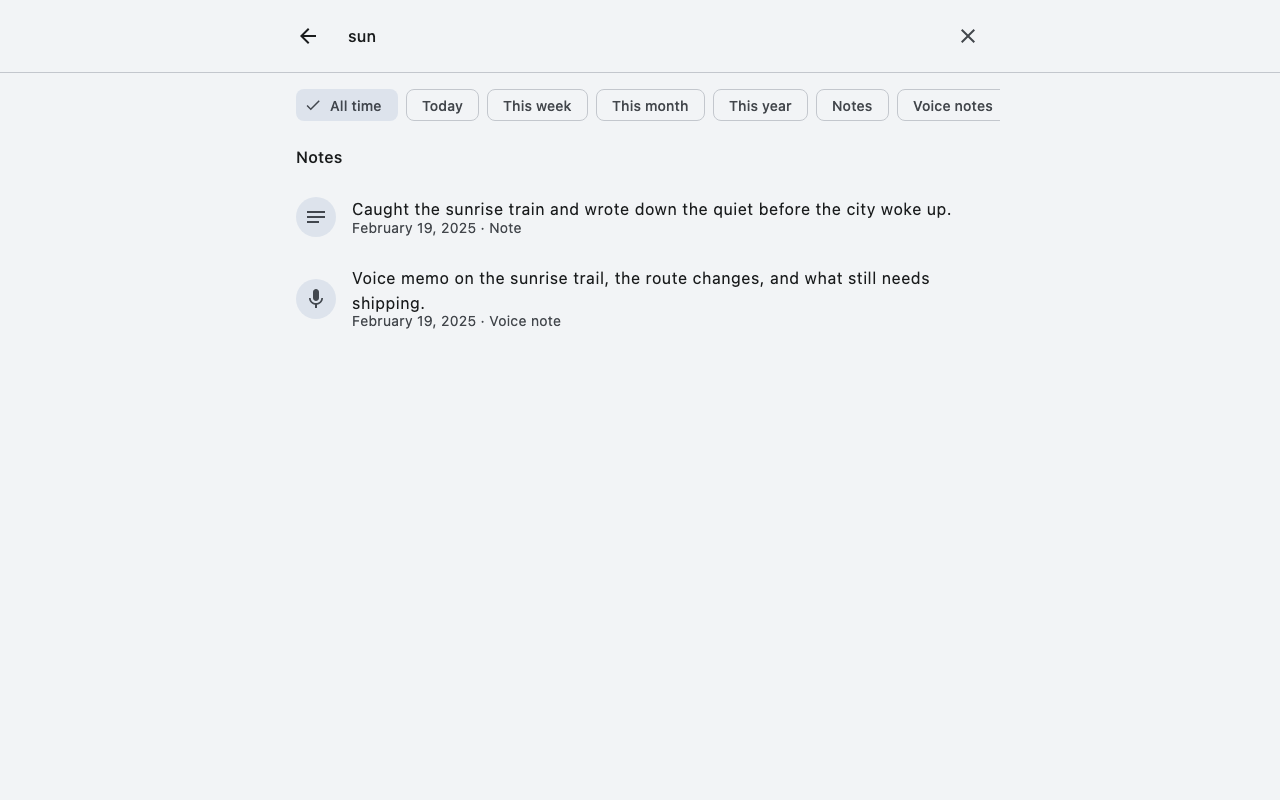 sun
All time
Today
This week
This month
This year
Notes
Voice notes
Notes
Caught the sunrise train and wrote down the quiet before the city woke up.
February 19, 2025 · Note
Voice memo on the sunrise trail, the route changes, and what still needs
shipping.
February 19, 2025 · Voice note